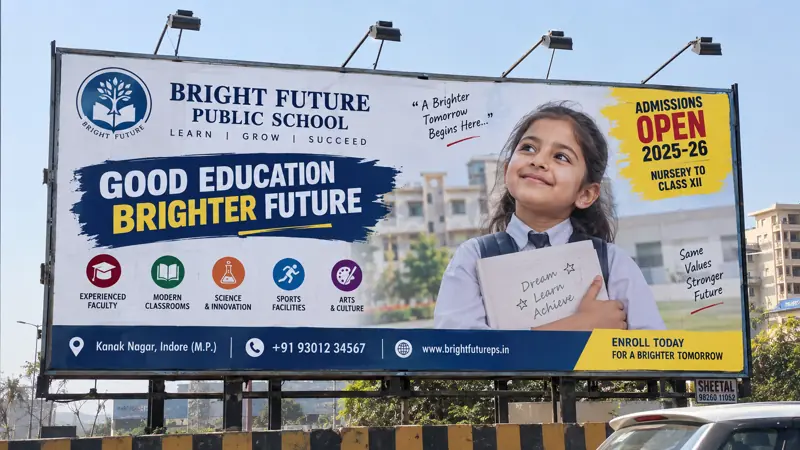 BRIGHT FUTURE
BRIGHT FUTURE
PUBLIC SCHOOL
LEARN | GROW | SUCCEED
"A Brighter
Tomorrow
Begins Here..."
ADMISSIONS
OPEN
2025-26
NURSERY TO
CLASS XII
GOOD EDUCATION
BRIGHTER FUTURE
EXPERIENCED
FACULTY
MODERN
CLASSROOMS
SCIENCE
& INNOVATION
SPORTS
FACILITIES
ARTS
& CULTURE
Dream
Learn
Achieve
Same
Values
Stronger
Future
Kanak Nagar, Indore (M.P.)
+91 93012 34567
www.brightfutureps.in
ENROLL TODAY
FOR A BRIGHTER TOMORROW
SHEETAL
98260 11052